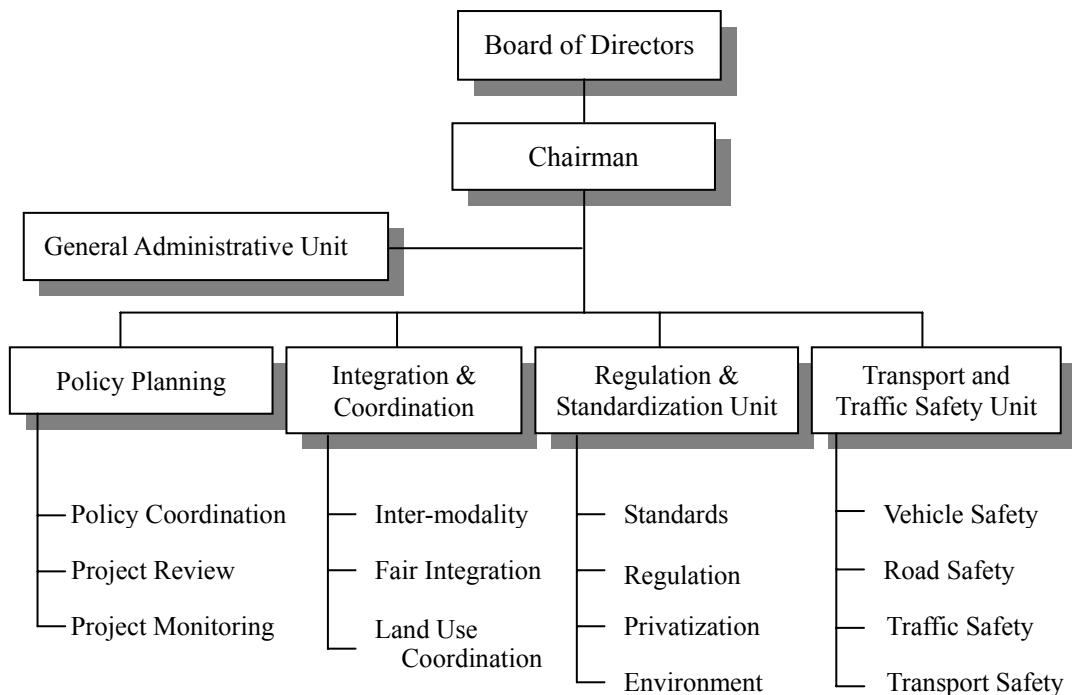 Board of Directors
Chairman
General Administrative Unit
Policy Planning
Integration &
Coordination
Regulation &
Standardization Unit
Transport and
Traffic Safety Unit
Policy Coordination
Project Review
Project Monitoring
Inter-modality
Fair Integration
Land Use
Coordination
Standards
Regulation
Privatization
Environment
Vehicle Safety
Road Safety
Traffic Safety
Transport Safety